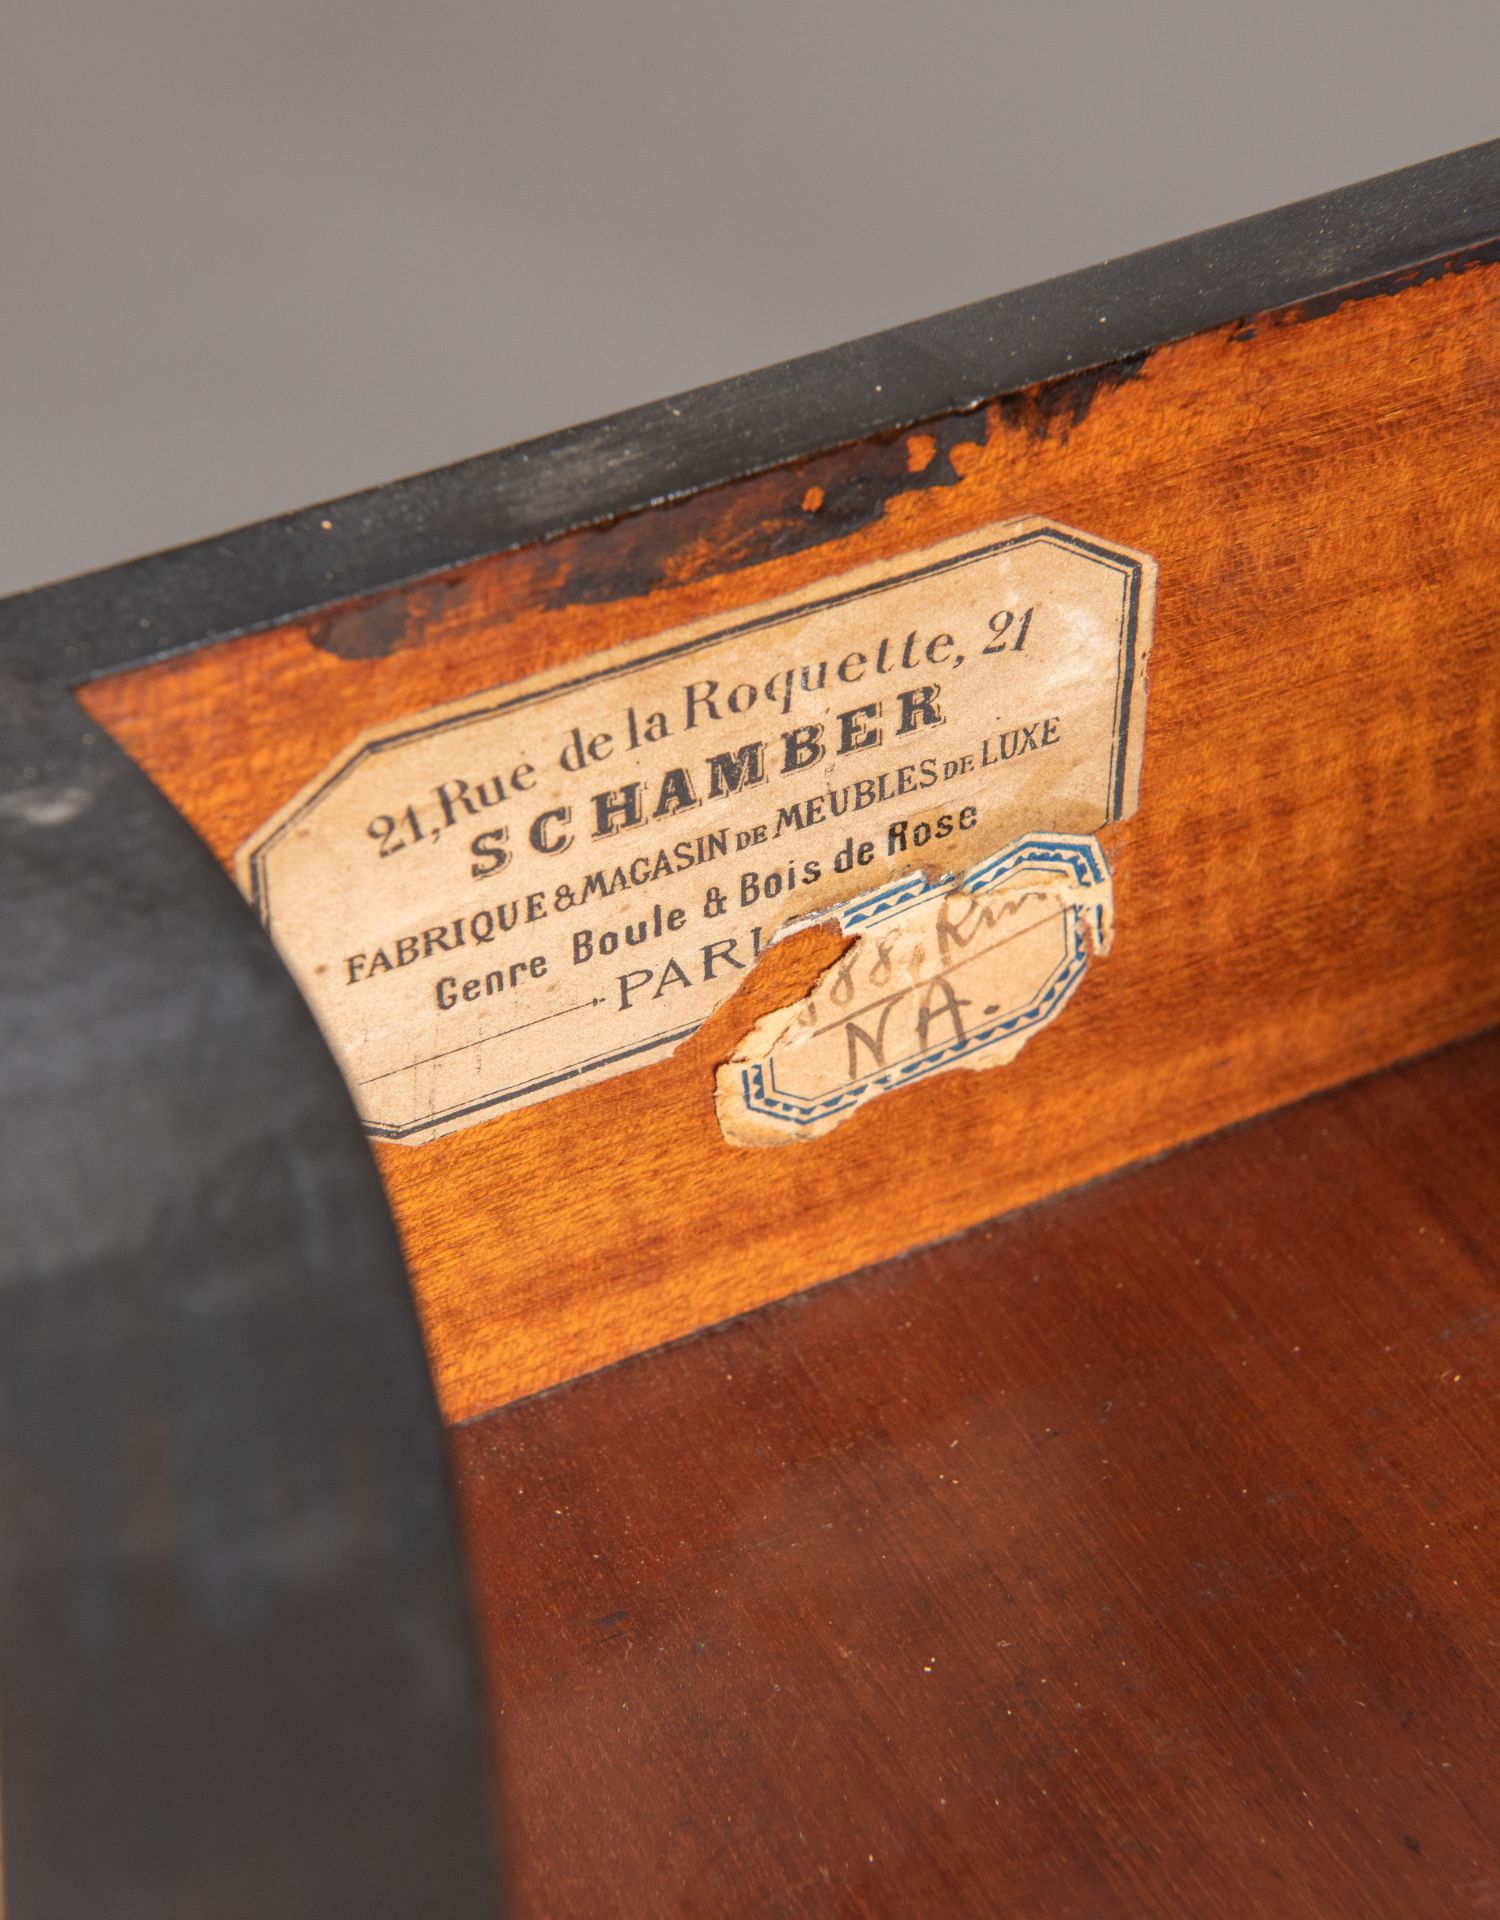 21, Rue de la Roquette, 21
SCHAMBER
FABRIQUE & MAGASIN DE MEUBLES DE LUXE
Genre Boule & Bois de Rose
PARI
88
NA.